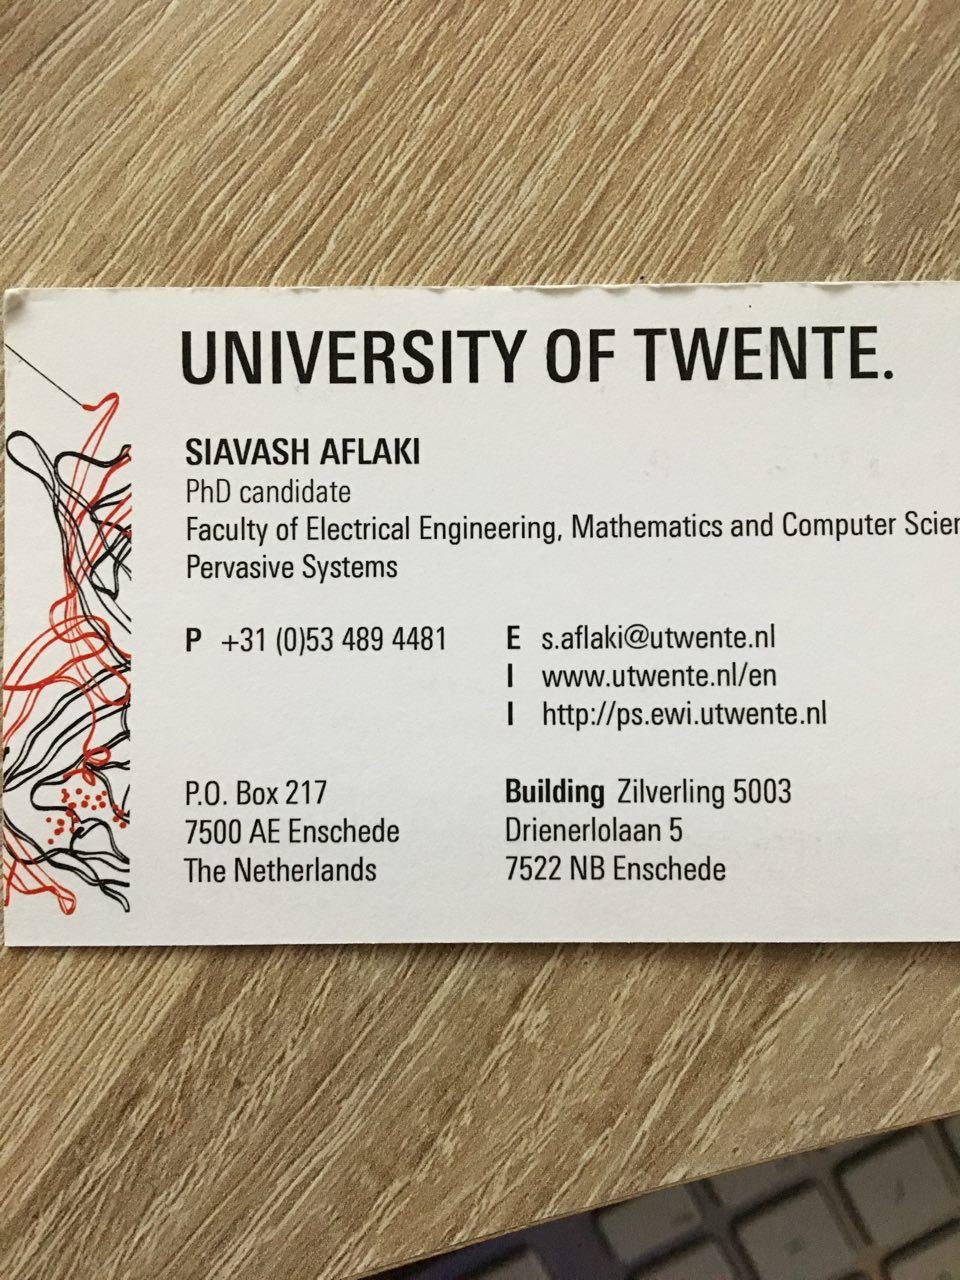 UNIVERSITY OF TWENTE.
SIAVASH AFLAKI
PhD candidate
Faculty of Electrical Engineering, Mathematics and Computer Scien
Pervasive Systems
P +31 (0)53 489 4481
E s.aflaki@utwente.nl
I www.utwente.nl/en
I http://ps.ewi.utwente.nl
P.O. Box 217
7500 AE Enschede
The Netherlands
Building Zilverling 5003
Drienerlolaan 5
7522 NB Enschede